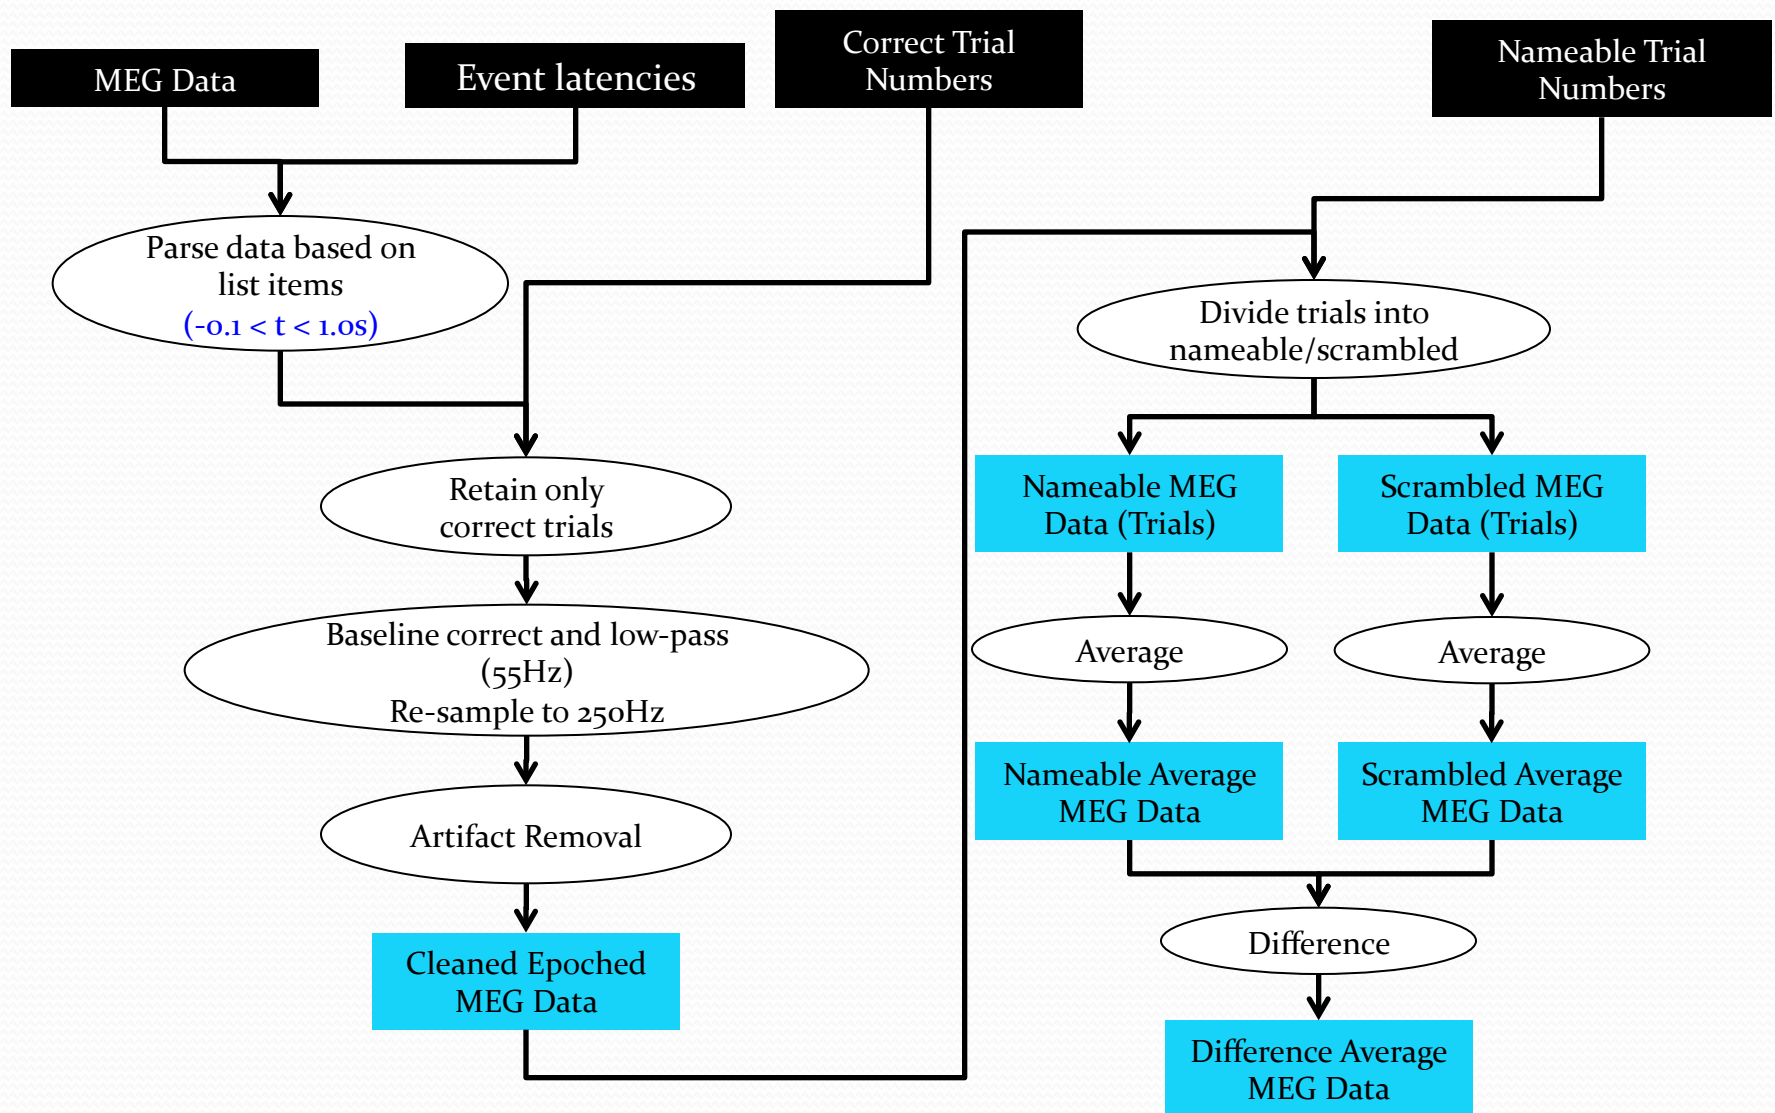 MEG Data
Event latencies
Correct Trial
Numbers
Nameable Trial
Numbers
Parse data based on
list items
(-0.1 < t < 1.0s)
Retain only
correct trials
Baseline correct and low-pass
(55Hz)
Re-sample to 250Hz
Artifact Removal
Cleaned Epoched
MEG Data
Divide trials into
nameable/scrambled
Nameable MEG
Data (Trials)
Scrambled MEG
Data (Trials)
Average
Average
Nameable Average
MEG Data
Scrambled Average
MEG Data
Difference
Difference Average
MEG Data